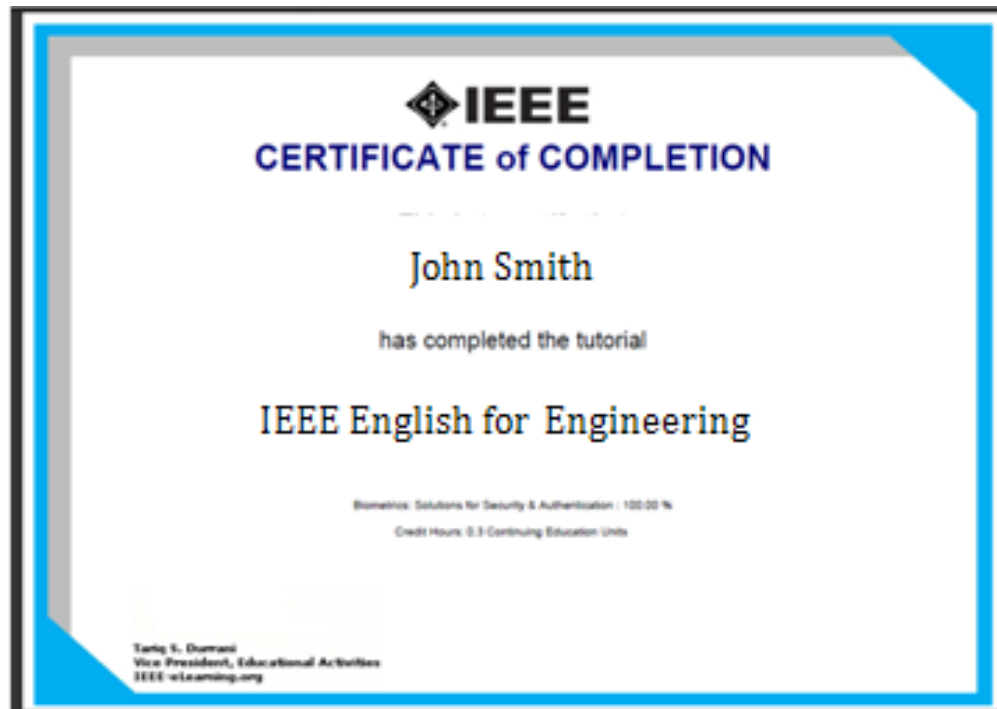 IEEE
CERTIFICATE of COMPLETION
John Smith
has completed the tutorial
IEEE English for Engineering
Biometrics: Solutions for Security & Authentication : 100.00 %
Credit Hours: 0.3 Continuing Education Units
Tariq S. Durrani
Vice President, Educational Activities
IEEE-eLearning.org